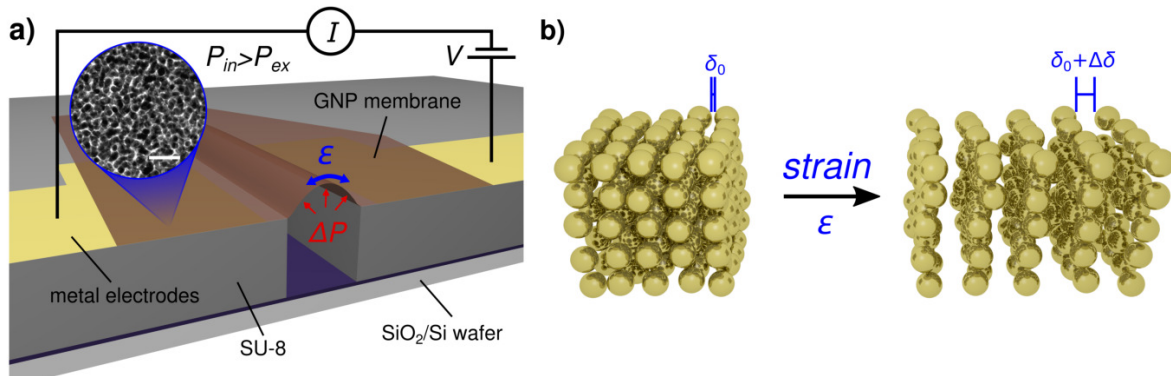 a)
I
P_in>P_ex
V
GNP membrane
ε
ΔP
metal electrodes
SU-8
SiO₂/Si wafer
b)
δ₀
δ₀+Δδ
strain
ε